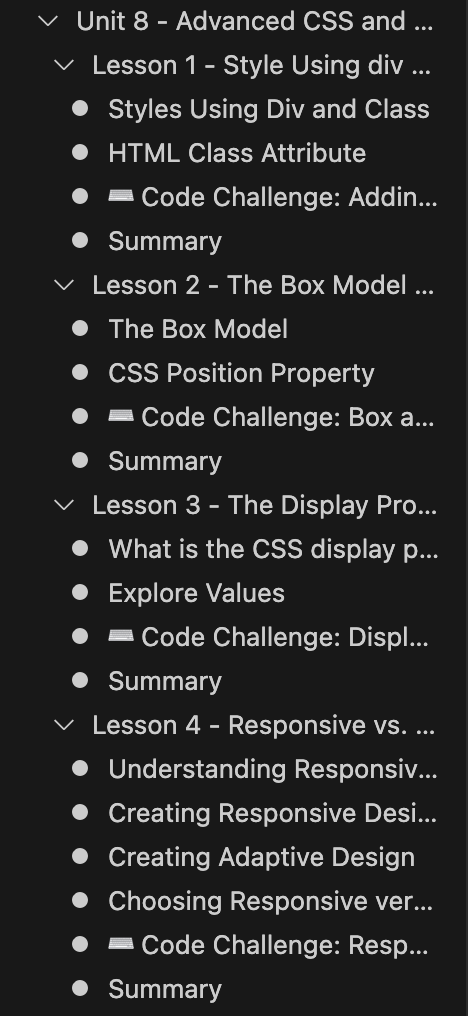 Unit 8 - Advanced CSS and ...
Lesson 1 - Style Using div ...
Styles Using Div and Class
HTML Class Attribute
Code Challenge: Addin...
Summary
Lesson 2 - The Box Model ...
The Box Model
CSS Position Property
Code Challenge: Box a...
Summary
Lesson 3 - The Display Pro...
What is the CSS display p...
Explore Values
Code Challenge: Displ...
Summary
Lesson 4 - Responsive vs. ...
Understanding Responsiv...
Creating Responsive Desi...
Creating Adaptive Design
Choosing Responsive ver...
Code Challenge: Resp...
Summary